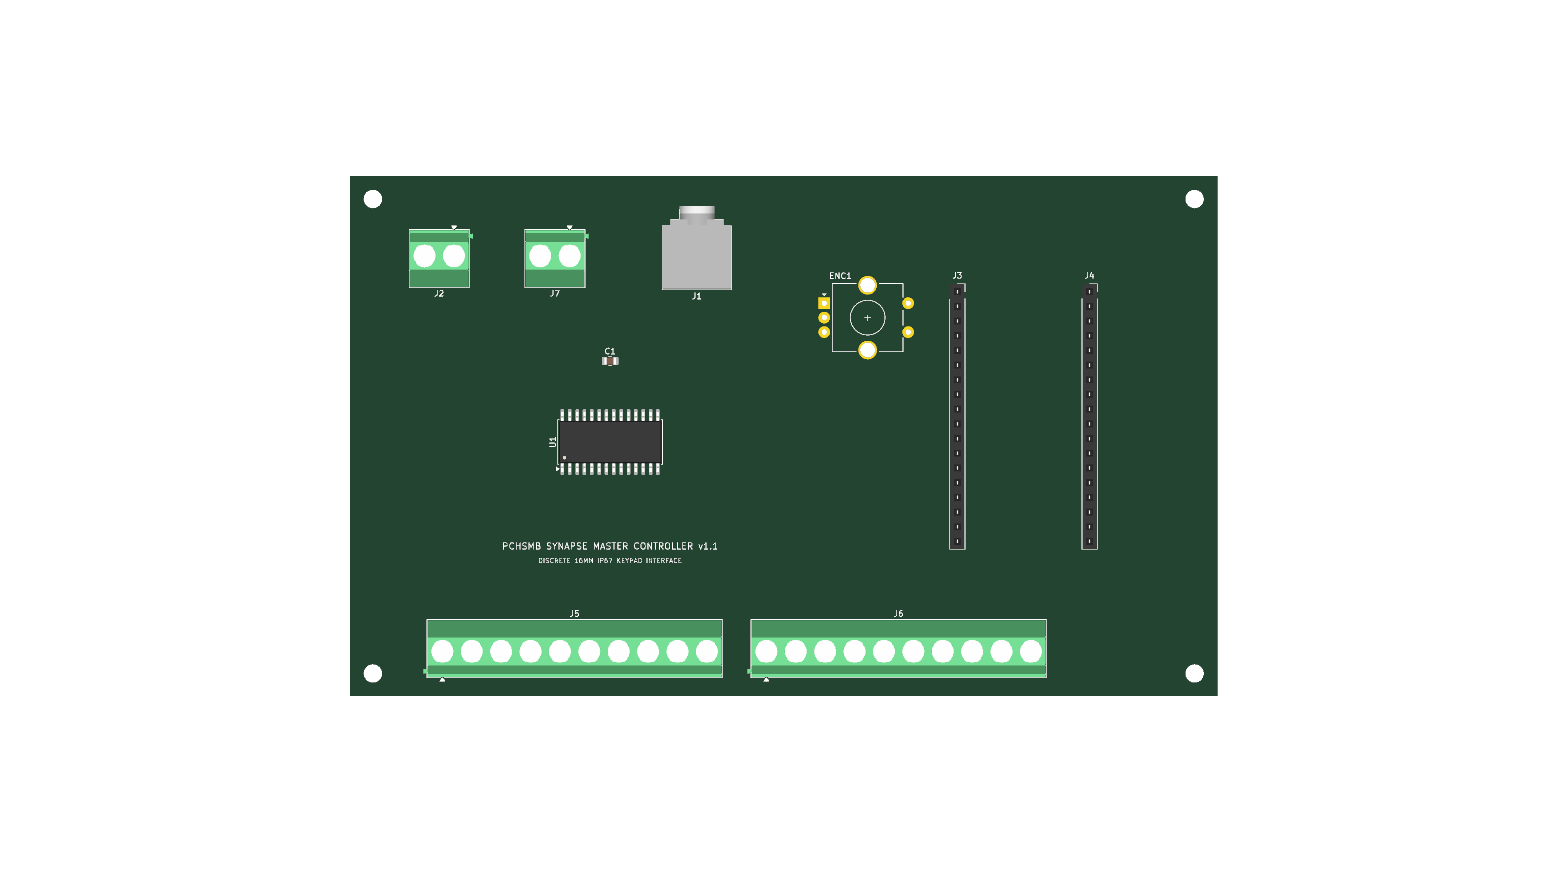 J2
J7
J1
ENC1
J3
J4
C1
U1
PCHSMB SYNAPSE MASTER CONTROLLER v1.1
DISCRETE 16MM IP67 KEYPAD INTERFACE
J5
J6